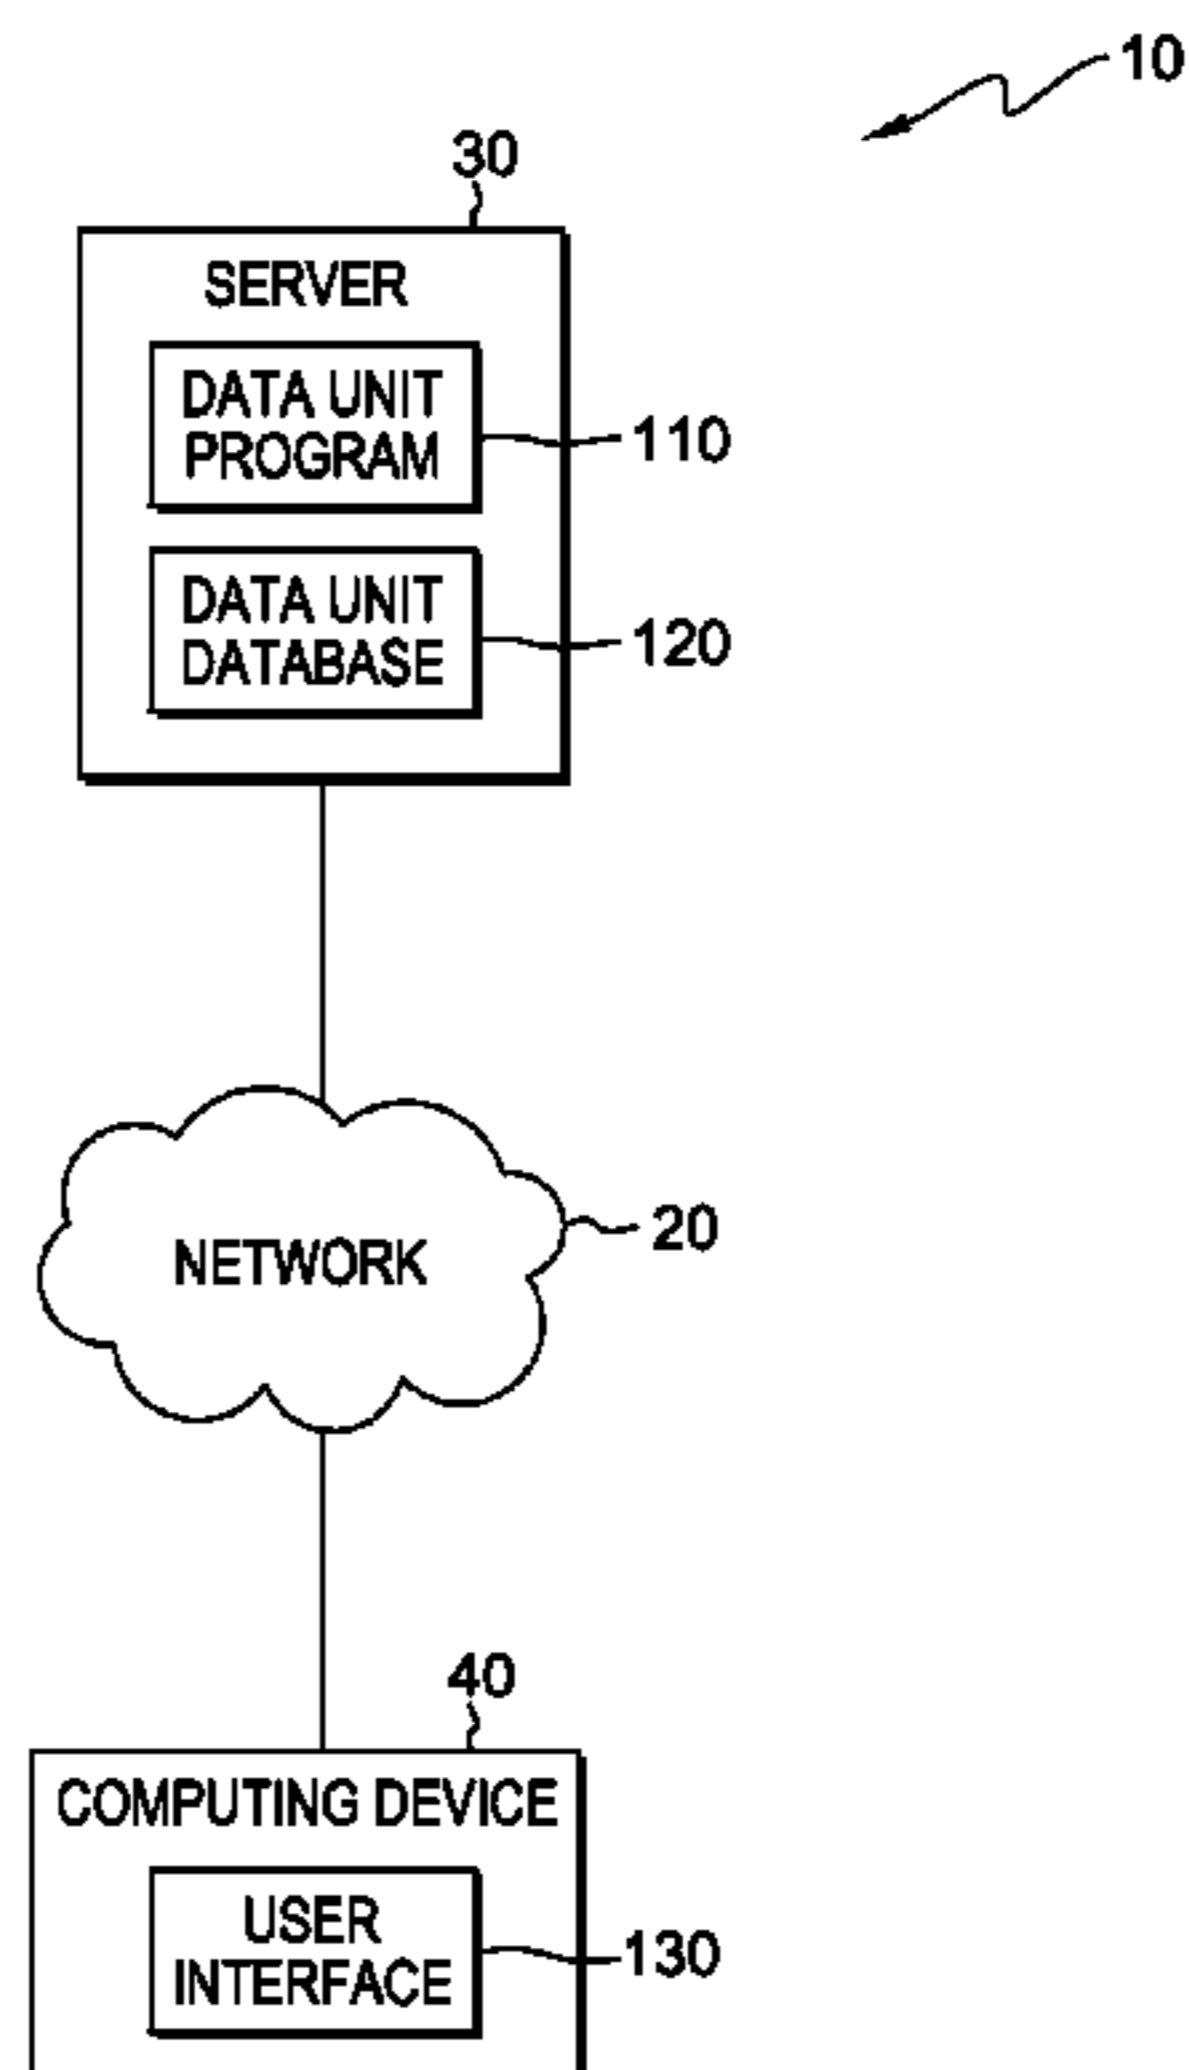 10
30
SERVER
DATA UNIT
PROGRAM
110
DATA UNIT
DATABASE
120
NETWORK
20
40
COMPUTING DEVICE
USER
INTERFACE
130